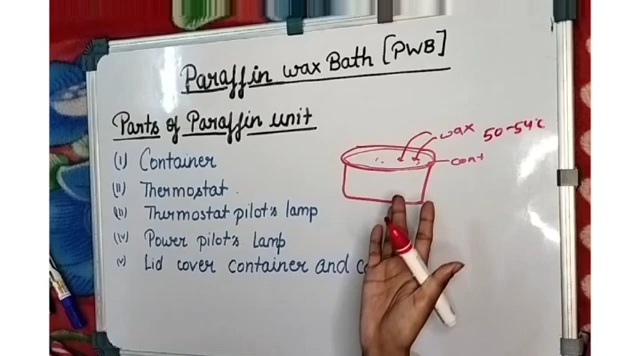 Paraffin Wax Bath [PWB]
Parts of Paraffin unit
(I) Container
(II) Thermostat.
(III) Thermostat pilot's lamp
(IV) Power pilot's Lamp
(V) Lid cover container and
wax 50-54°C
cont